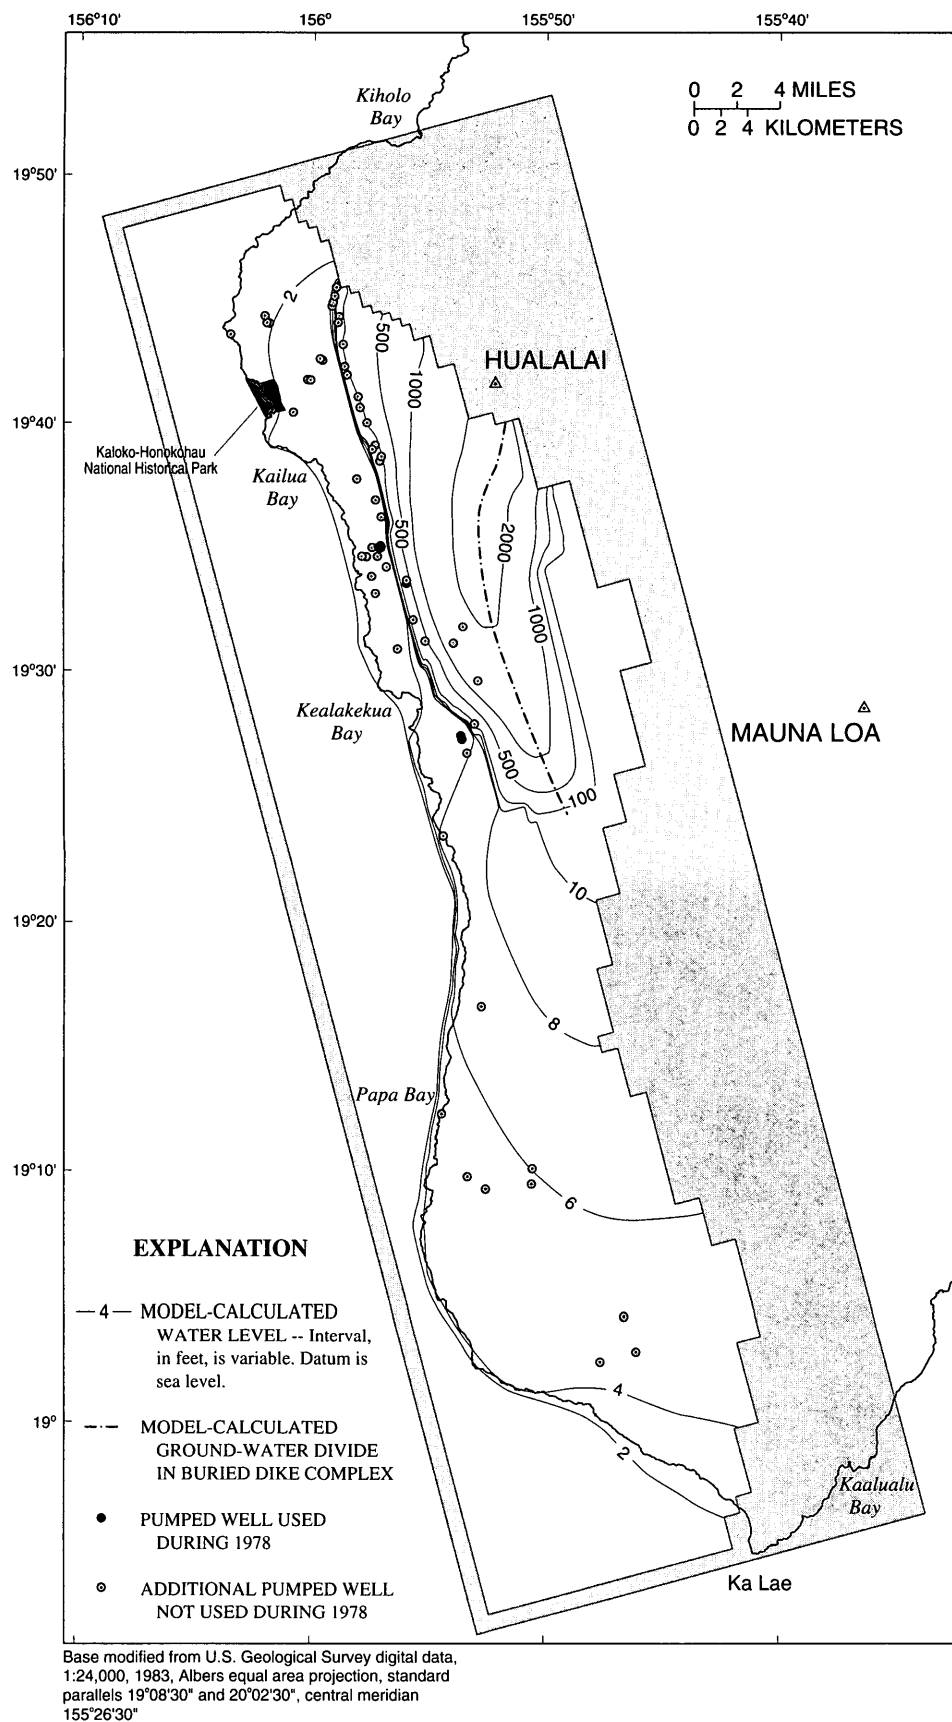 156°10' 156° 155°50' 155°40'
0 2 4 MILES
0 2 4 KILOMETERS
Kiholo
Bay
19°50'
2
500
1000
HUALALAI
19°40'
Kaloko-Honokohau
National Historical Park
Kailua
Bay
500
2000
1000
19°30'
Kealakekua
Bay
MAUNA LOA
500
100
10
19°20'
8
Papa Bay
19°10'
6
EXPLANATION
4 MODEL-CALCULATED
WATER LEVEL -- Interval,
in feet, is variable. Datum is
sea level.
4
19°
MODEL-CALCULATED
GROUND-WATER DIVIDE
IN BURIED DIKE COMPLEX
2
Kaalualu
Bay
PUMPED WELL USED
DURING 1978
Ka Lae
ADDITIONAL PUMPED WELL
NOT USED DURING 1978
Base modified from U.S. Geological Survey digital data,
1:24,000, 1983, Albers equal area projection, standard
parallels 19°08'30" and 20°02'30", central meridian
155°26'30"